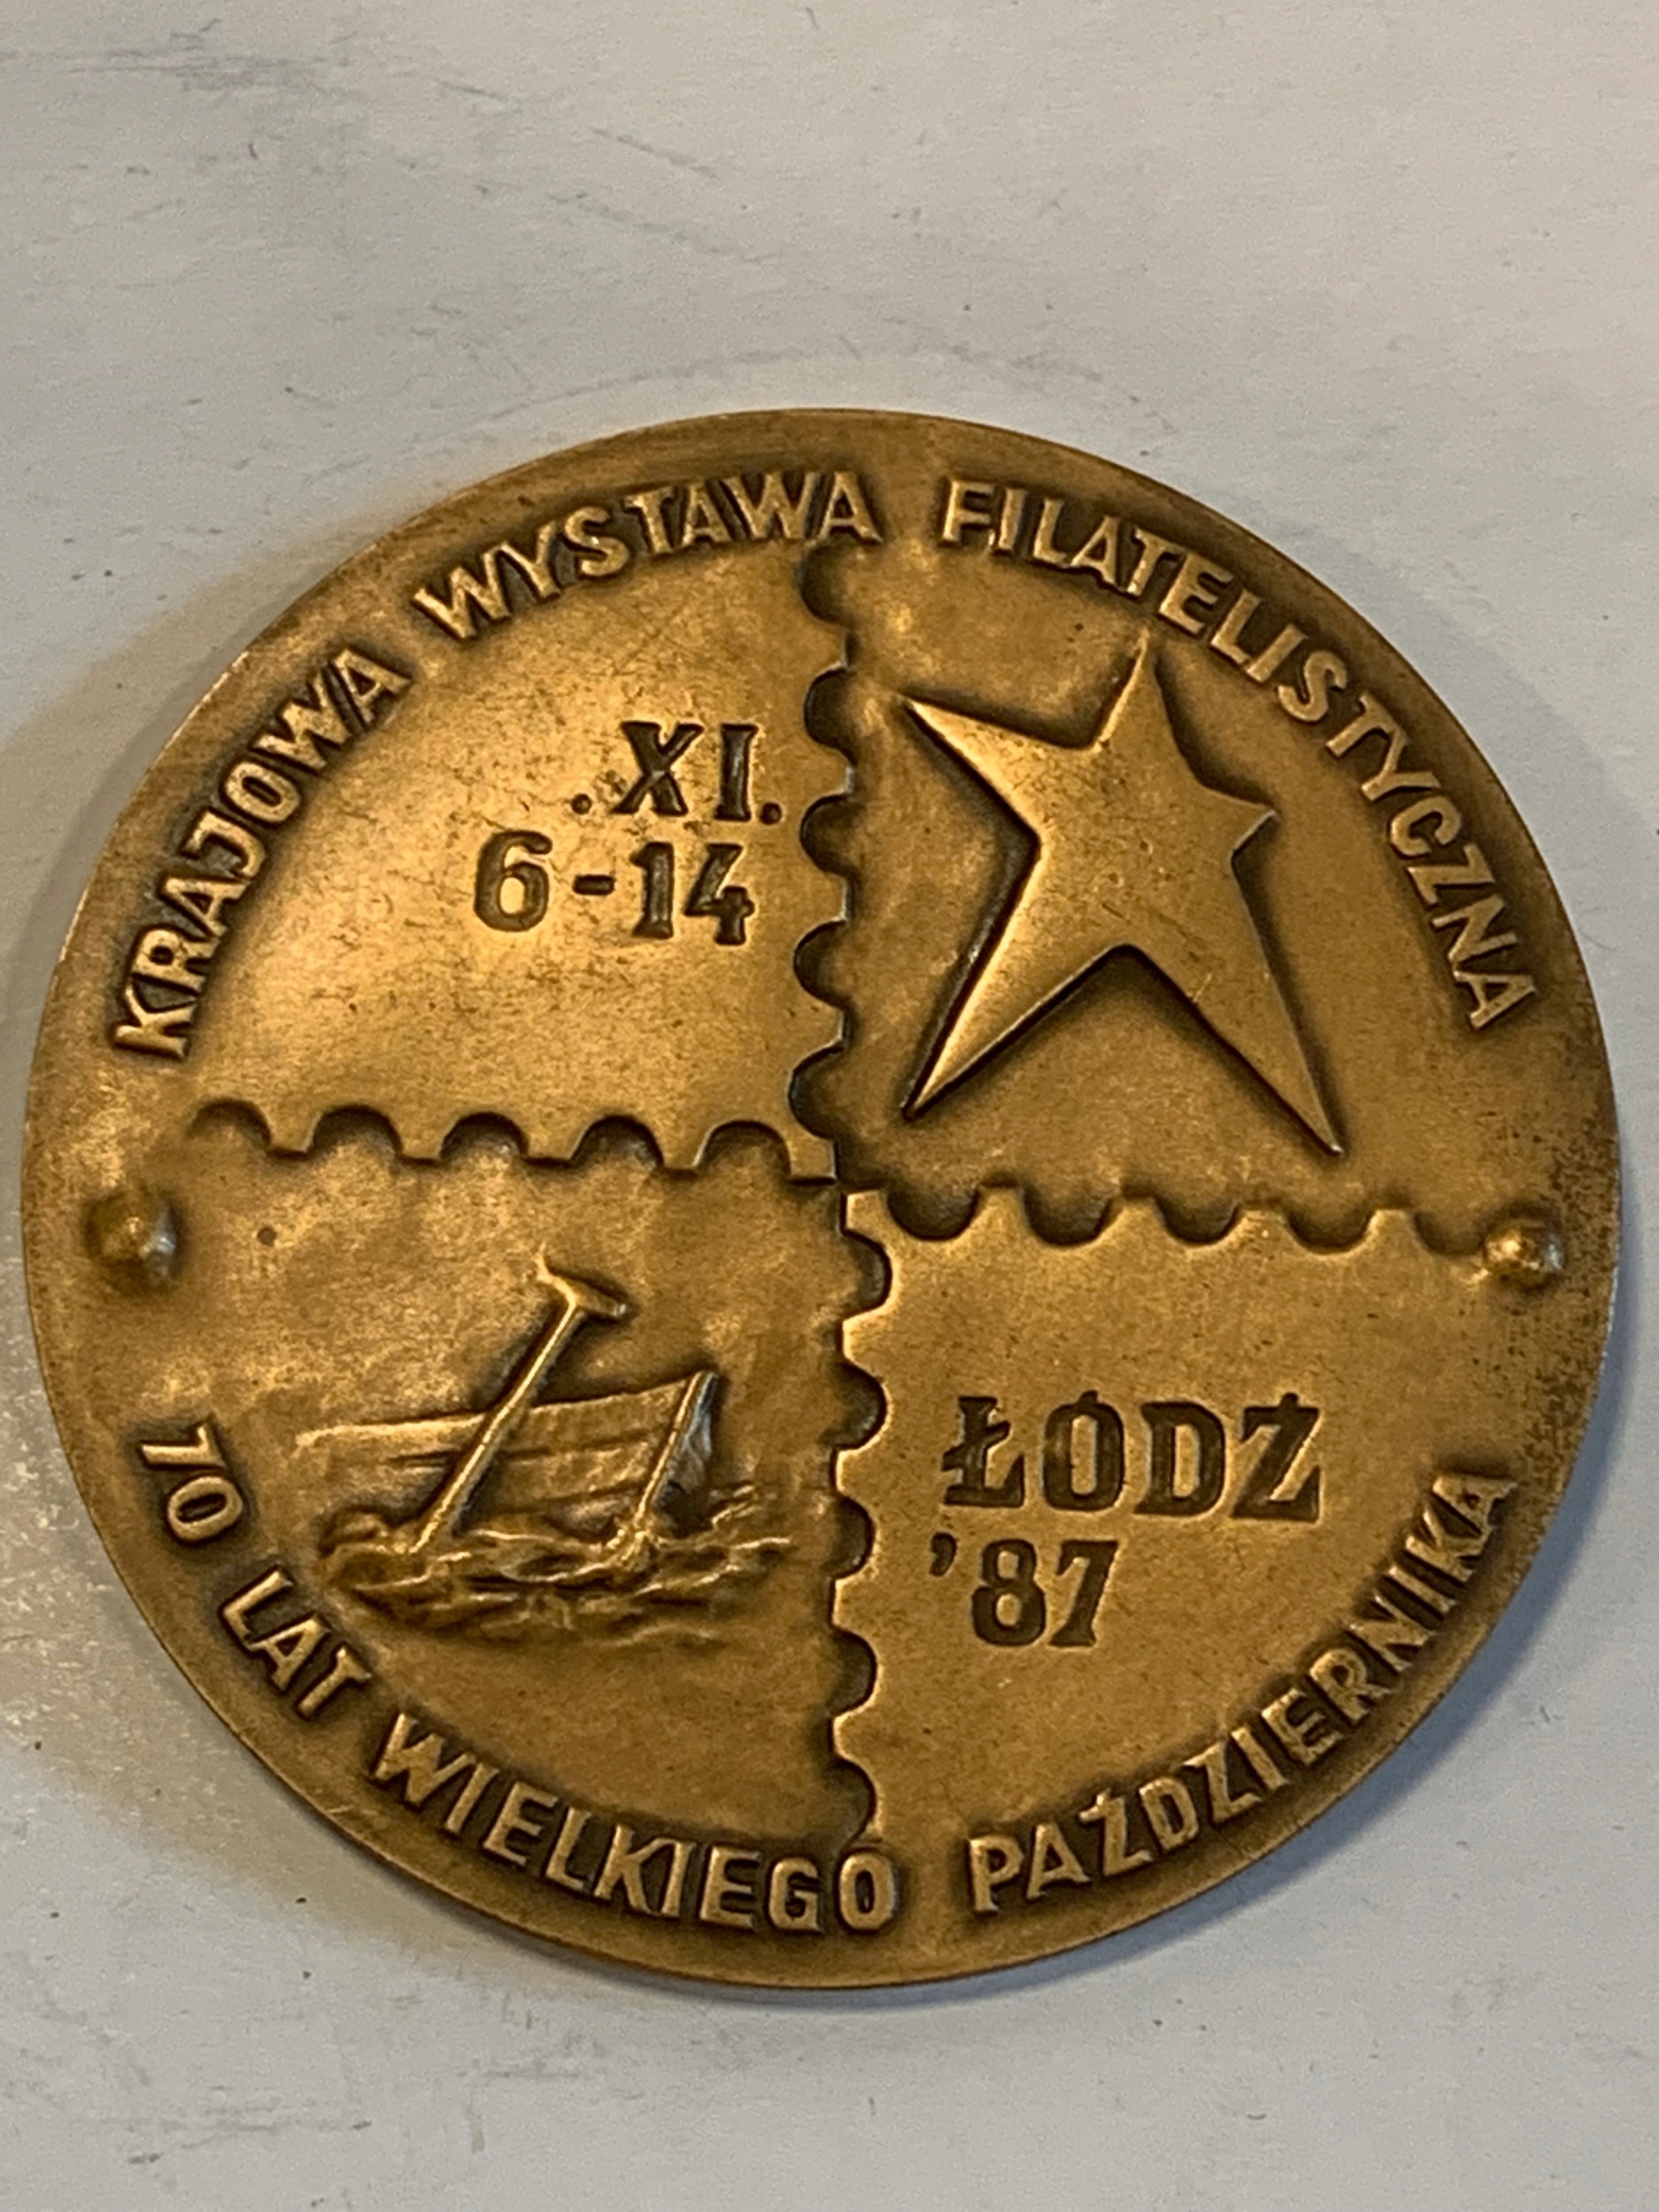 KRAJOWA WYSTAWA FILATELISTYCZNA
.XI.
6-14
ŁÓDŹ
'87
70 LAT WIELKIEGO PAŹDZIERNIKA